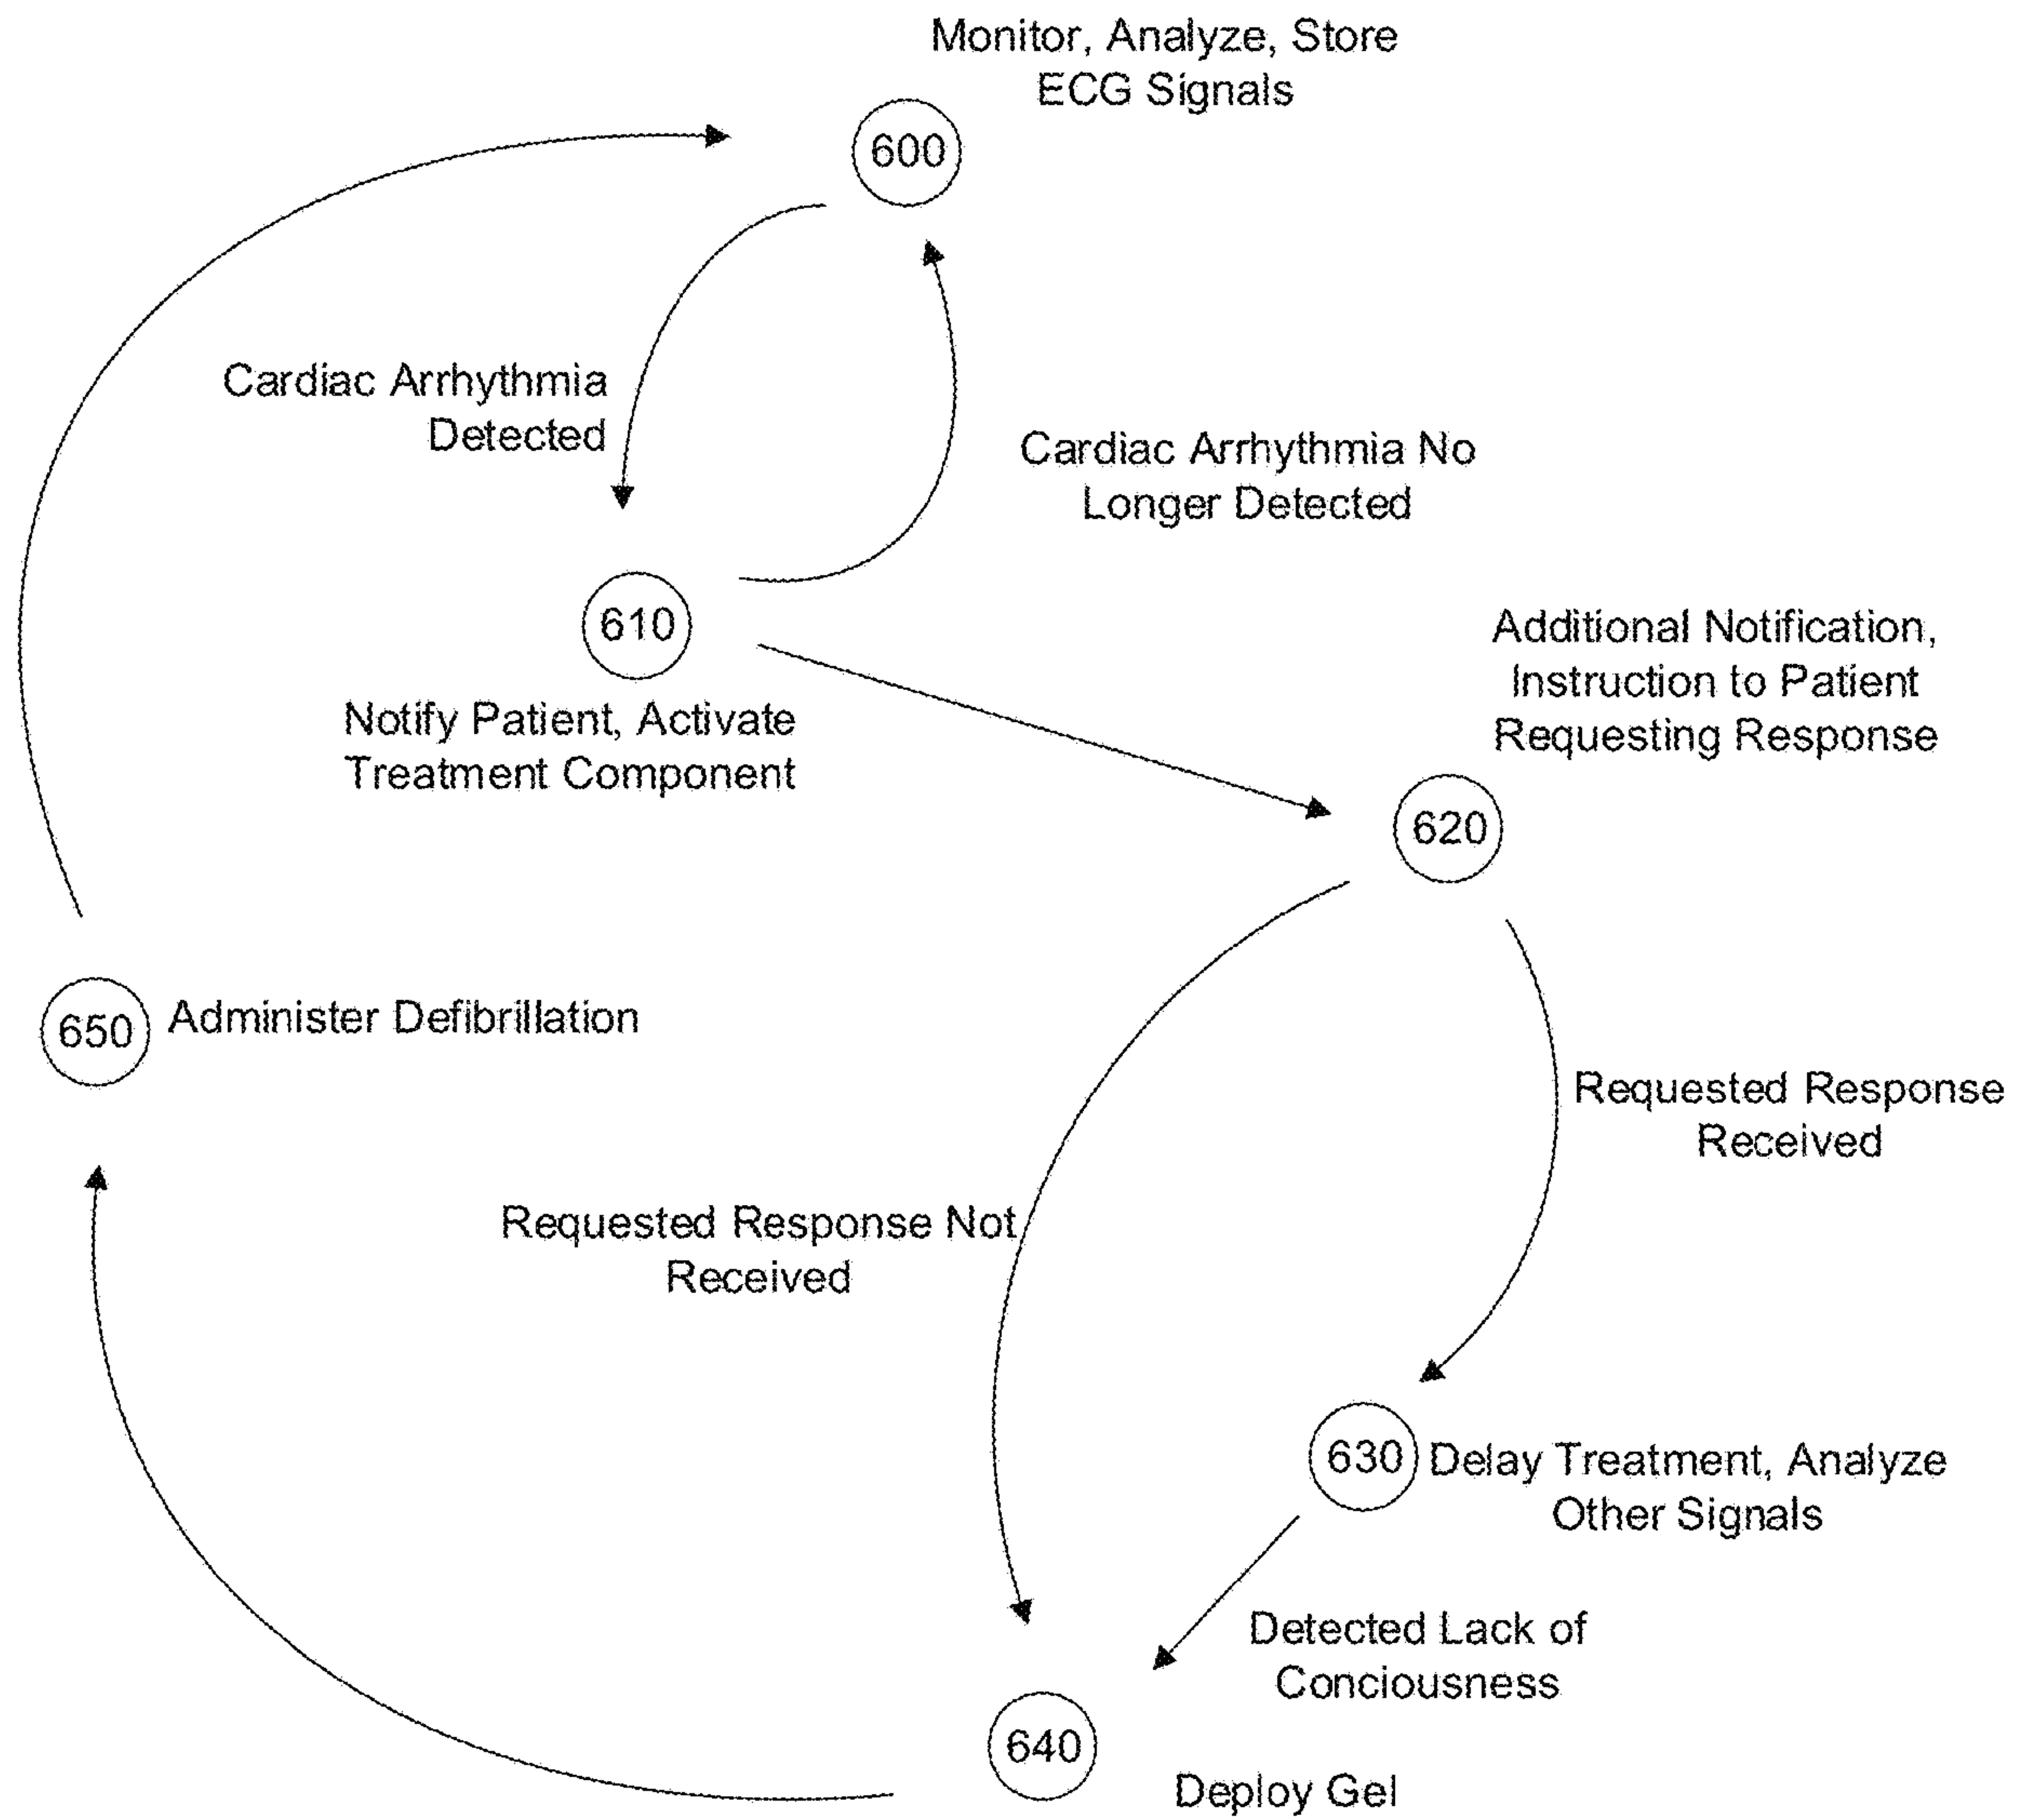 Monitor, Analyze, Store
ECG Signals
600
Cardiac Arrhythmia
Detected
Cardiac Arrhythmia No
Longer Detected
610
Notify Patient, Activate
Treatment Component
Additional Notification,
Instruction to Patient
Requesting Response
620
650
Administer Defibrillation
Requested Response
Received
Requested Response Not
Received
630
Delay Treatment, Analyze
Other Signals
Detected Lack of
Conciousness
640
Deploy Gel